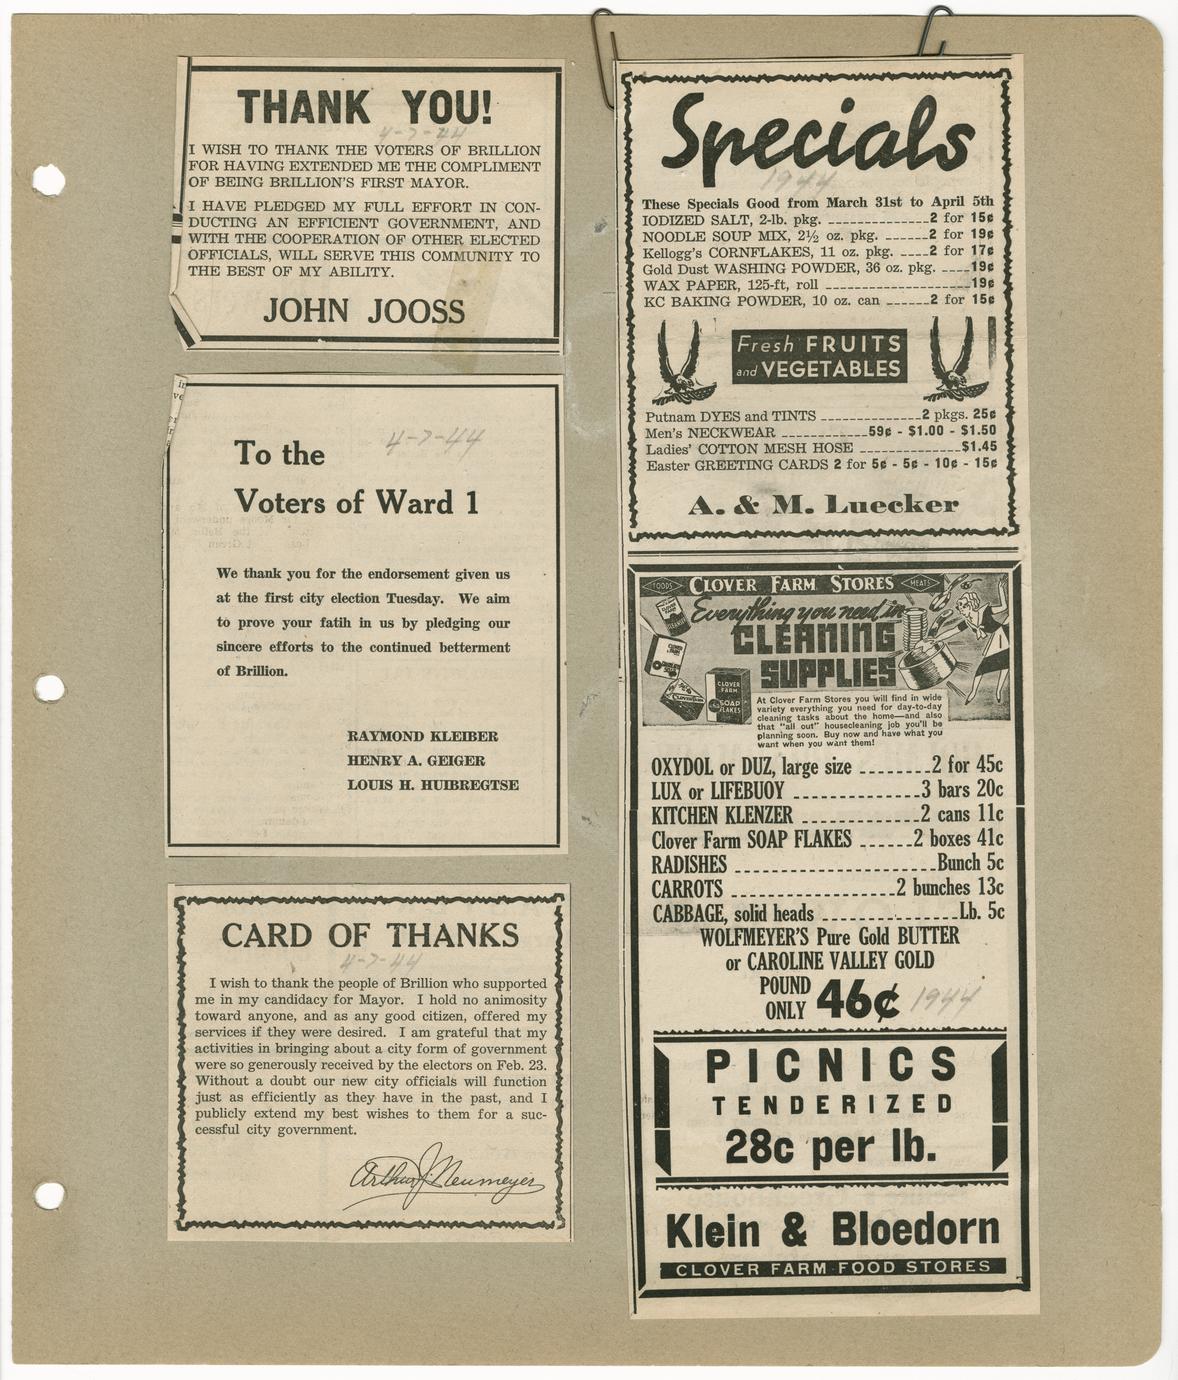 THANK YOU!
4-7-44
I WISH TO THANK THE VOTERS OF BRILLION
FOR HAVING EXTENDED ME THE COMPLIMENT
OF BEING BRILLION'S FIRST MAYOR.
I HAVE PLEDGED MY FULL EFFORT IN CON-
DUCTING AN EFFICIENT GOVERNMENT, AND
WITH THE COOPERATION OF OTHER ELECTED
OFFICIALS, WILL SERVE THIS COMMUNITY TO
THE BEST OF MY ABILITY.
JOHN JOOSS
4-7-44
To the
Voters of Ward 1
We thank you for the endorsement given us
at the first city election Tuesday. We aim
to prove your fatih in us by pledging our
sincere efforts to the continued betterment
of Brillion.
RAYMOND KLEIBER
HENRY A. GEIGER
LOUIS H. HUIBREGTSE
CARD OF THANKS
4-7-44
I wish to thank the people of Brillion who supported
me in my candidacy for Mayor. I hold no animosity
toward anyone, and as any good citizen, offered my
services if they were desired. I am grateful that my
activities in bringing about a city form of government
were so generously received by the electors on Feb. 23.
Without a doubt our new city officials will function
just as efficiently as they have in the past, and I
publicly extend my best wishes to them for a suc-
cessful city government.
Arthur J. Neumeyer
Specials
1944
These Specials Good from March 31st to April 5th
IODIZED SALT, 2-lb. pkg. 2 for 15¢
NOODLE SOUP MIX, 2½ oz. pkg. 2 for 19¢
Kellogg's CORNFLAKES, 11 oz. pkg. 2 for 17¢
Gold Dust WASHING POWDER, 36 oz. pkg. 19¢
WAX PAPER, 125-ft, roll 19¢
KC BAKING POWDER, 10 oz. can 2 for 15¢
Fresh FRUITS
and VEGETABLES
Putnam DYES and TINTS 2 pkgs. 25¢
Men's NECKWEAR 59¢ - $1.00 - $1.50
Ladies' COTTON MESH HOSE $1.45
Easter GREETING CARDS 2 for 5¢ - 5¢ - 10¢ - 15¢
A. & M. Luecker
FOODS CLOVER FARM STORES MEATS
Everything you need in
CLEANING
SUPPLIES
CLOVER
FARM
SOAP
FLAKES
At Clover Farm Stores you will find in wide
variety everything you need for day-to-day
cleaning tasks about the home—and also
that "all out" housecleaning job you'll be
planning soon. Buy now and have what you
want when you want them!
OXYDOL or DUZ, large size 2 for 45c
LUX or LIFEBUOY 3 bars 20c
KITCHEN KLENZER 2 cans 11c
Clover Farm SOAP FLAKES 2 boxes 41c
RADISHES Bunch 5c
CARROTS 2 bunches 13c
CABBAGE, solid heads Lb. 5c
WOLFMEYER'S Pure Gold BUTTER
or CAROLINE VALLEY GOLD
POUND
ONLY 46¢ 1944
PICNICS
TENDERIZED
28c per lb.
Klein & Bloedorn
CLOVER FARM FOOD STORES